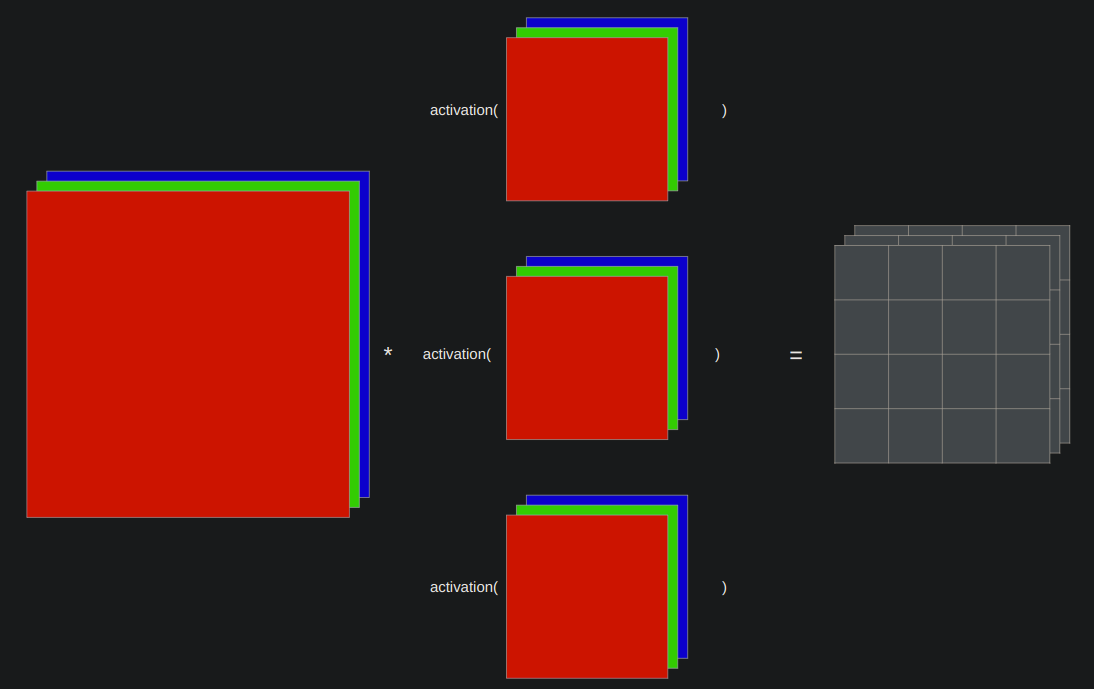 activation( )
* activation( ) =
activation( )